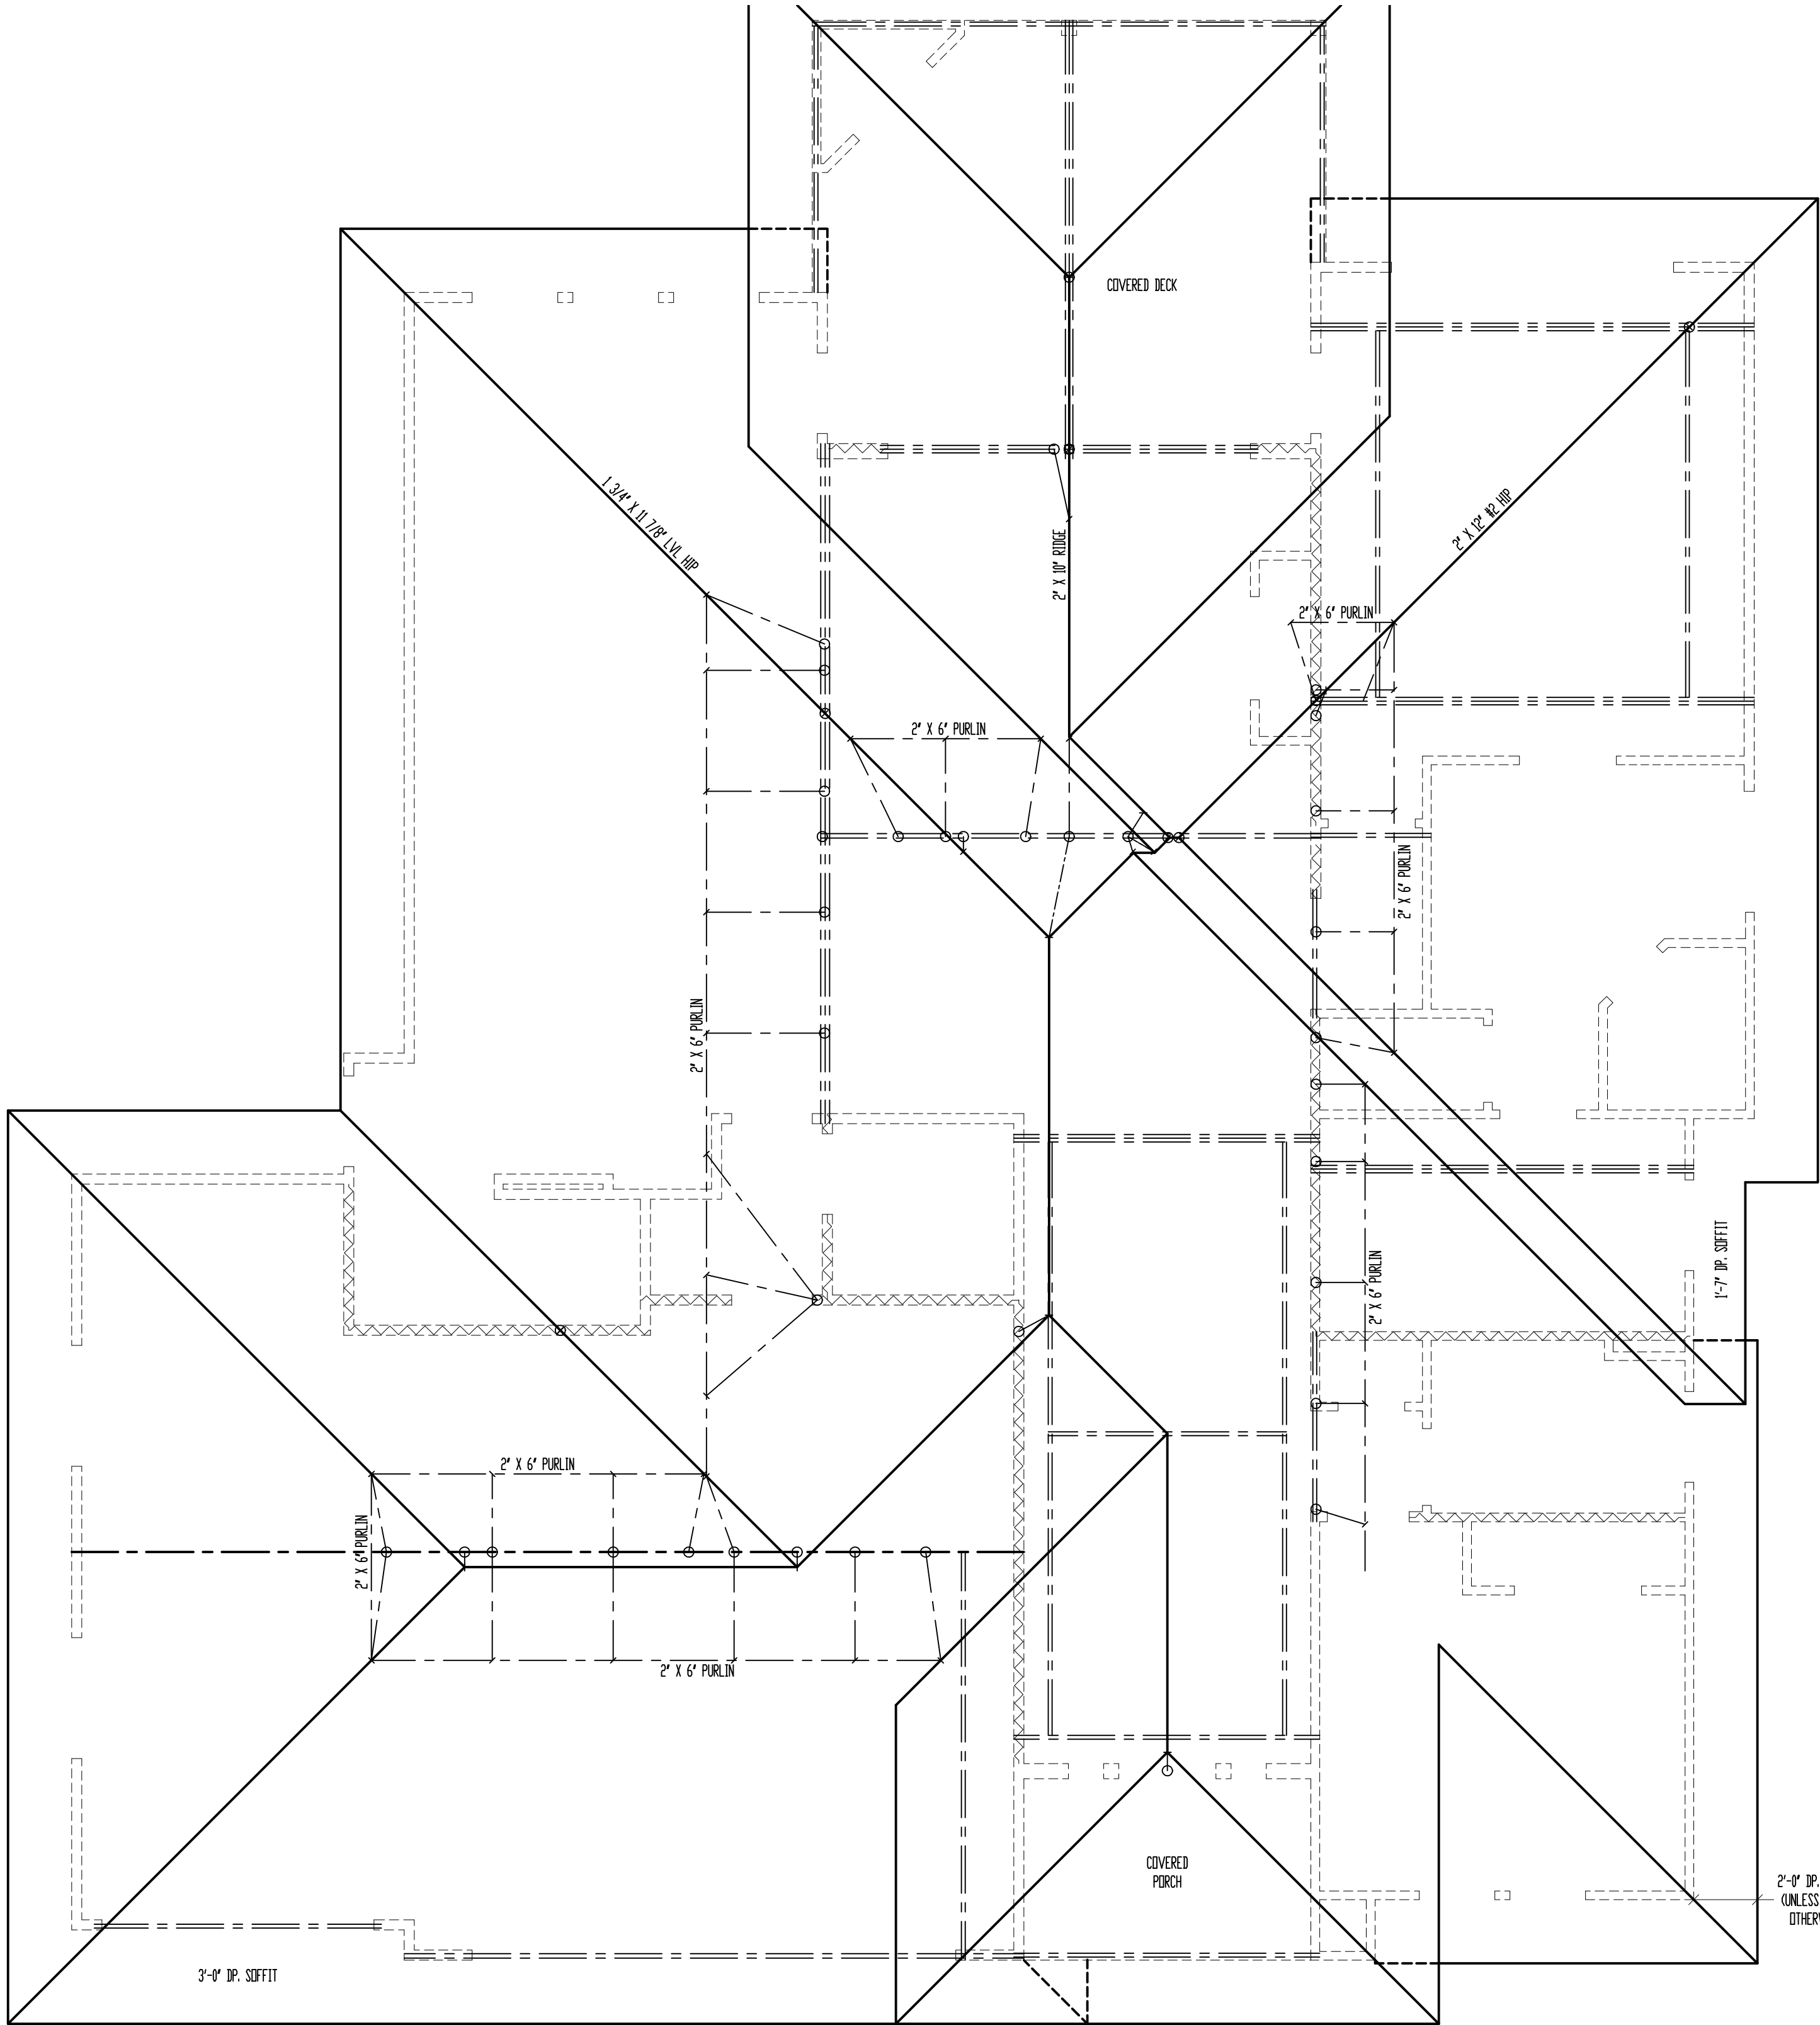 COVERED DECK
1 3/4" X 11 7/8" LVL HIP
2" X 10" RIDGE
2" X 12" #2 HIP
2" X 6" PURLIN
2" X 6" PURLIN
2" X 6" PURLIN
2" X 6" PURLIN
1'-7" DP. SOFFIT
2" X 6" PURLIN
2" X 6" PURLIN
2" X 6" PURLIN
2" X 6" PURLIN
COVERED
PORCH
2'-0" DP.
(UNLESS
OTHER
3'-0" DP. SOFFIT